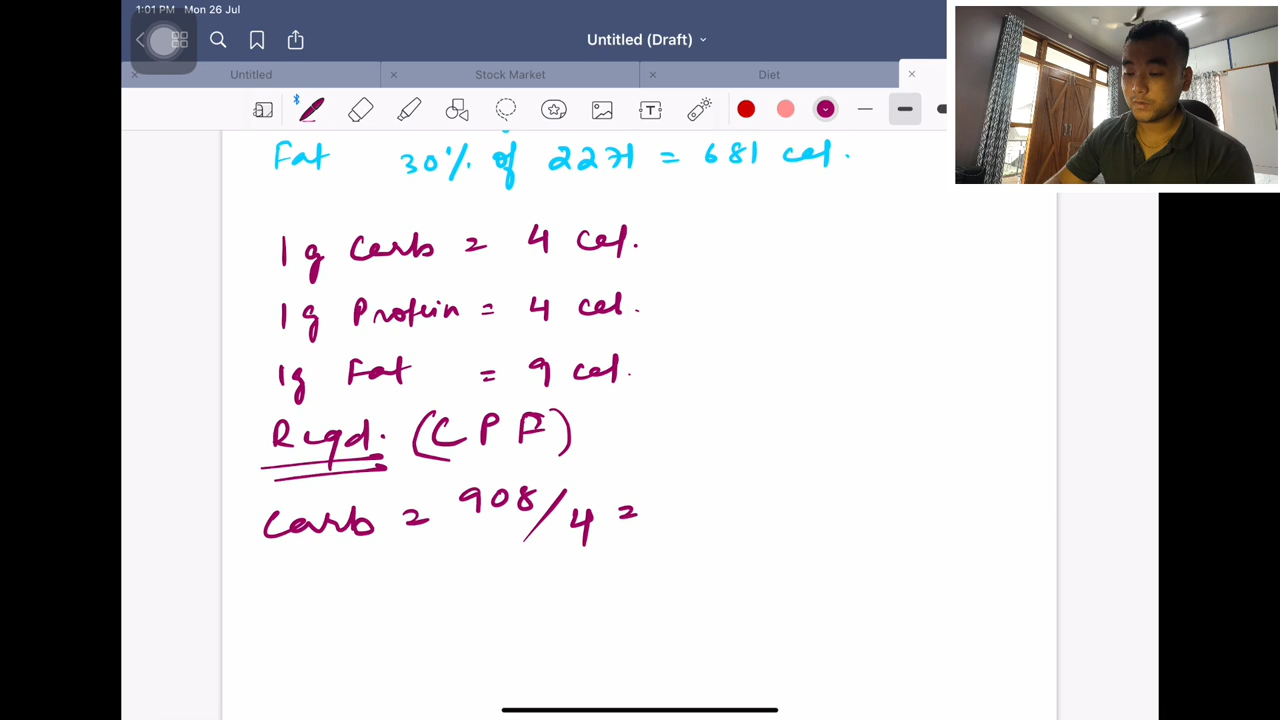 1:01 PM Mon 26 Jul
Untitled (Draft)
Untitled
Stock Market
Diet
T
Fat 30% of 2271 = 681 cal.
1g Carb = 4 cal.
1g Protein = 4 cal.
1g Fat = 9 cal.
Reqd. (C P F)
Carb = 908/4 =